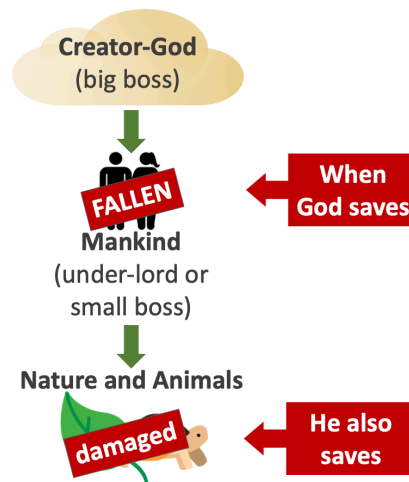 Creator-God
(big boss)
FALLEN
When
God saves
Mankind
(under-lord or
small boss)
Nature and Animals
damaged
He also
saves